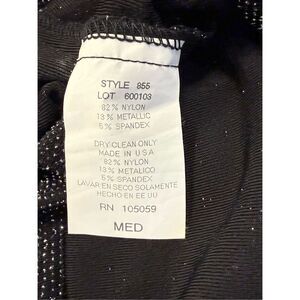 STYLE 855
LOT 600103
82% NYLON
13% METALLIC
5% SPANDEX
DRY CLEAN ONLY
MADE IN U.S.A
82% NYLON
13% METALICO
5% SPANDEX
LAVAR EN SECO SOLAMENTE
HECHO EN EE UU
RN 105059
MED